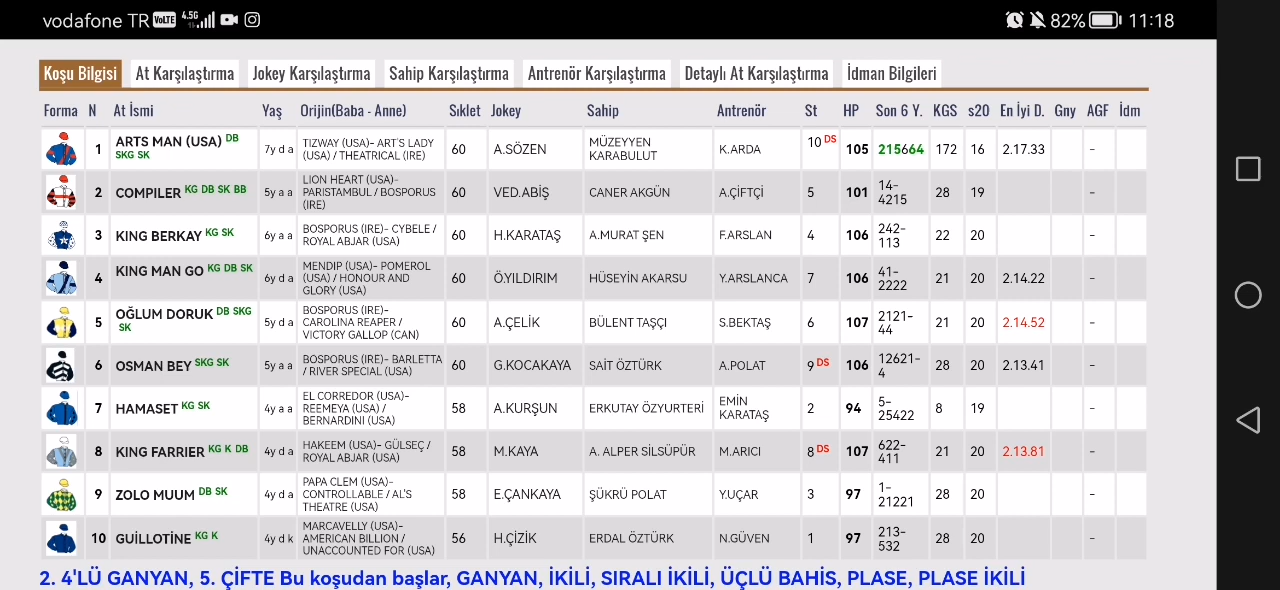 vodafone TR VoLTE 4.5G 82% 11:18
Koşu Bilgisi At Karşılaştırma Jokey Karşılaştırma Sahip Karşılaştırma Antrenör Karşılaştırma Detaylı At Karşılaştırma İdman Bilgileri
Forma N At İsmi Yaş Orijin(Baba - Anne) Sıklet Jokey Sahip Antrenör St HP Son 6 Y. KGS s20 En İyi D. Gny AGF İdm
1 ARTS MAN (USA) DB SKG SK 7y d a TIZWAY (USA)- ART'S LADY (USA) / THEATRICAL (IRE) 60 A.SÖZEN MÜZEYYEN KARABULUT K.ARDA 10 DS 105 215664 172 16 2.17.33 -
2 COMPILER KG DB SK BB 5y a a LION HEART (USA)- PARISTAMBUL / BOSPORUS (IRE) 60 VED.ABİŞ CANER AKGÜN A.ÇİFTÇİ 5 101 14-4215 28 19 -
3 KING BERKAY KG SK 6y a a BOSPORUS (IRE)- CYBELE / ROYAL ABJAR (USA) 60 H.KARATAŞ A.MURAT ŞEN F.ARSLAN 4 106 242-113 22 20 -
4 KING MAN GO KG DB SK 6y d a MENDIP (USA)- POMEROL (USA) / HONOUR AND GLORY (USA) 60 Ö.YILDIRIM HÜSEYİN AKARSU Y.ARSLANCA 7 106 41-2222 21 20 2.14.22 -
5 OĞLUM DORUK DB SKG SK 5y d a BOSPORUS (IRE)- CAROLINA REAPER / VICTORY GALLOP (CAN) 60 A.ÇELİK BÜLENT TAŞÇI S.BEKTAŞ 6 107 2121-44 21 20 2.14.52 -
6 OSMAN BEY SKG SK 5y a a BOSPORUS (IRE)- BARLETTA / RIVER SPECIAL (USA) 60 G.KOCAKAYA SAİT ÖZTÜRK A.POLAT 9 DS 106 12621-4 28 20 2.13.41 -
7 HAMASET KG SK 4y a a EL CORREDOR (USA)- REEMEYA (USA) / BERNARDINI (USA) 58 A.KURŞUN ERKUTAY ÖZYURTERİ EMİN KARATAŞ 2 94 5-25422 8 19 -
8 KING FARRIER KG K DB 4y d a HAKEEM (USA)- GÜLSEÇ / ROYAL ABJAR (USA) 58 M.KAYA A. ALPER SİLSÜPÜR M.ARICI 8 DS 107 622-411 21 20 2.13.81 -
9 ZOLO MUUM DB SK 4y d a PAPA CLEM (USA)- CONTROLLABLE / AL'S THEATRE (USA) 58 E.ÇANKAYA ŞÜKRÜ POLAT Y.UÇAR 3 97 1-21221 28 20 -
10 GUİLLOTİNE KG K 4y d k MARCAVELLY (USA)- AMERICAN BILLION / UNACCOUNTED FOR (USA) 56 H.ÇİZİK ERDAL ÖZTÜRK N.GÜVEN 1 97 213-532 28 20 -
2. 4'LÜ GANYAN, 5. ÇİFTE Bu koşudan başlar, GANYAN, İKİLİ, SIRALI İKİLİ, ÜÇLÜ BAHİS, PLASE, PLASE İKİLİ